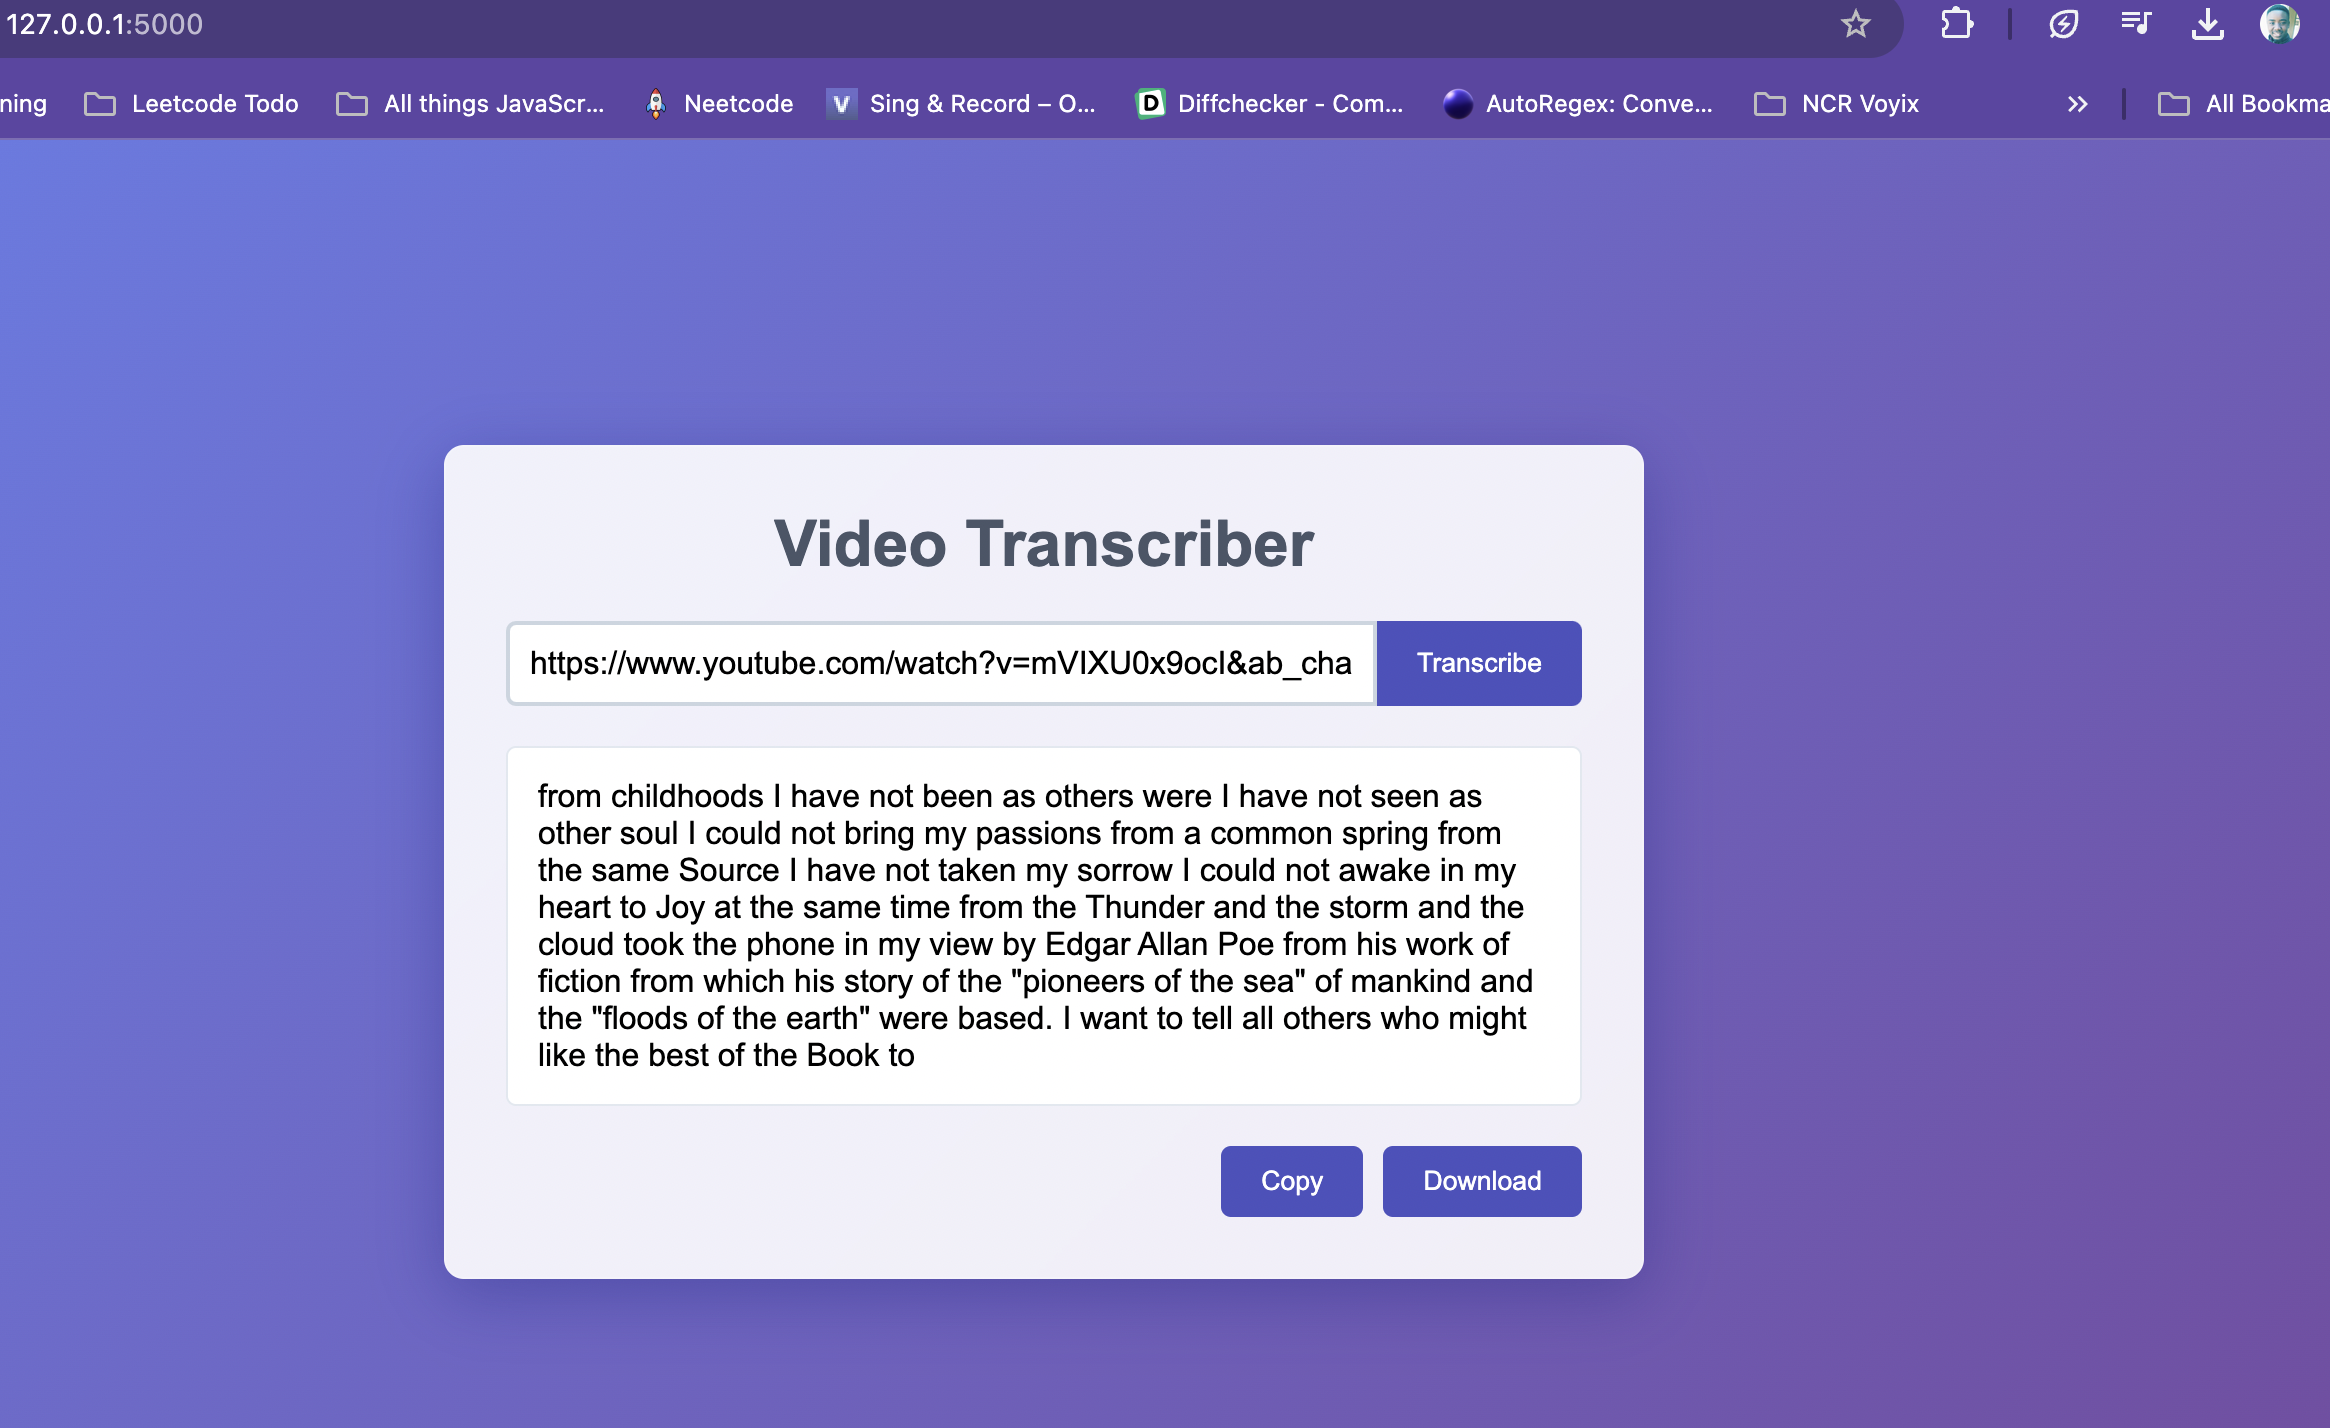 127.0.0.1:5000
ning Leetcode Todo All things JavaScr... Neetcode V Sing & Record – O... D Diffchecker - Com... AutoRegex: Conve... NCR Voyix » All Bookma
Video Transcriber
https://www.youtube.com/watch?v=mVIXU0x9ocI&ab_cha Transcribe
from childhoods I have not been as others were I have not seen as
other soul I could not bring my passions from a common spring from
the same Source I have not taken my sorrow I could not awake in my
heart to Joy at the same time from the Thunder and the storm and the
cloud took the phone in my view by Edgar Allan Poe from his work of
fiction from which his story of the "pioneers of the sea" of mankind and
the "floods of the earth" were based. I want to tell all others who might
like the best of the Book to
Copy Download